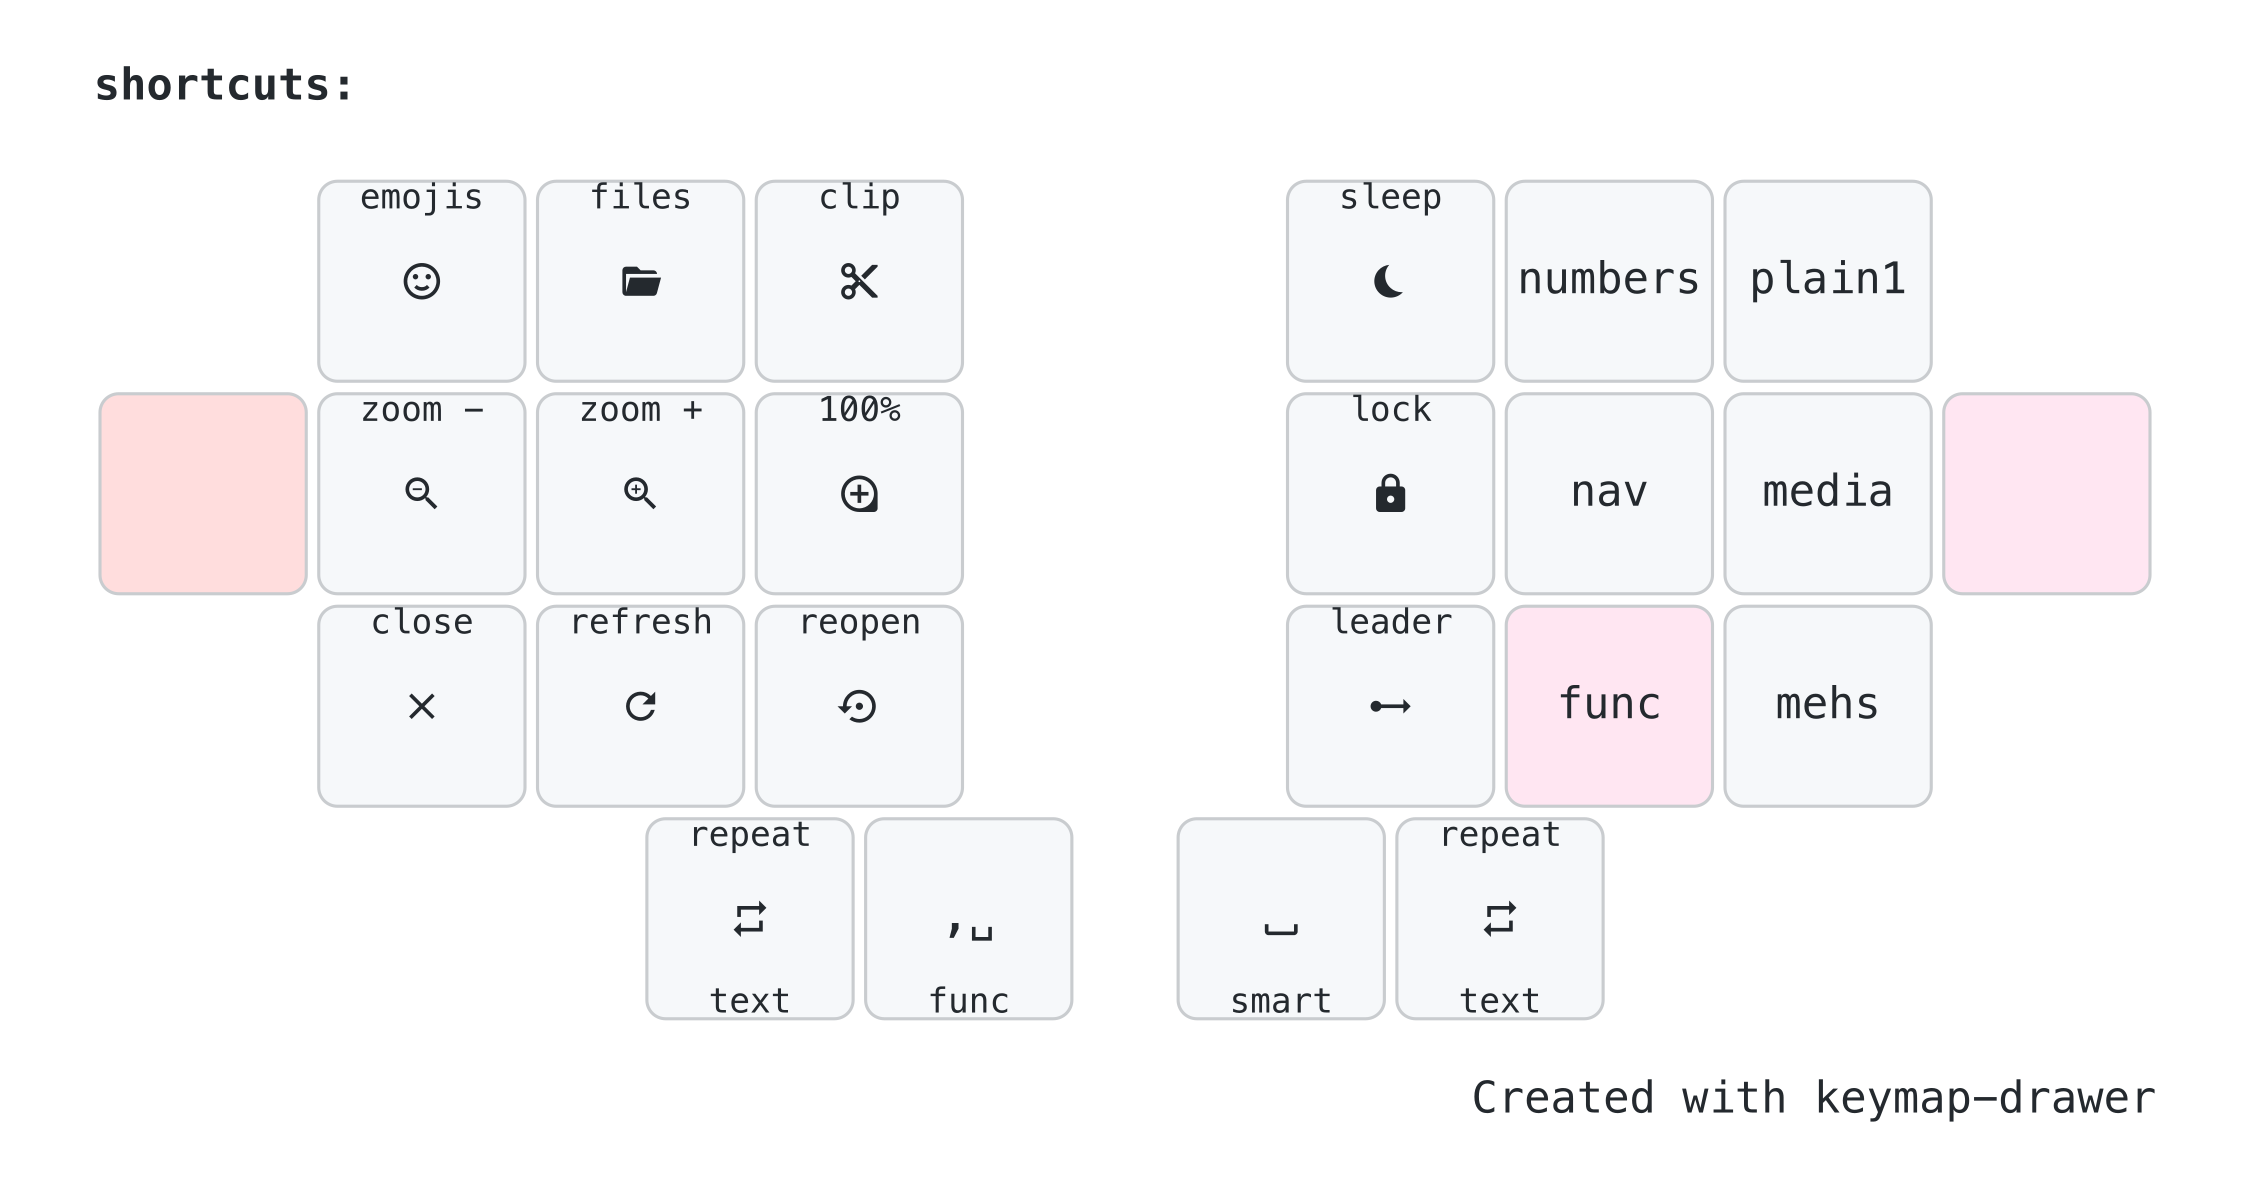 shortcuts:
emojis files clip sleep
numbers plain1
zoom − zoom + 100% lock
nav media
close refresh reopen leader
func mehs
repeat repeat
,␣ ␣
text func smart text
Created with keymap−drawer